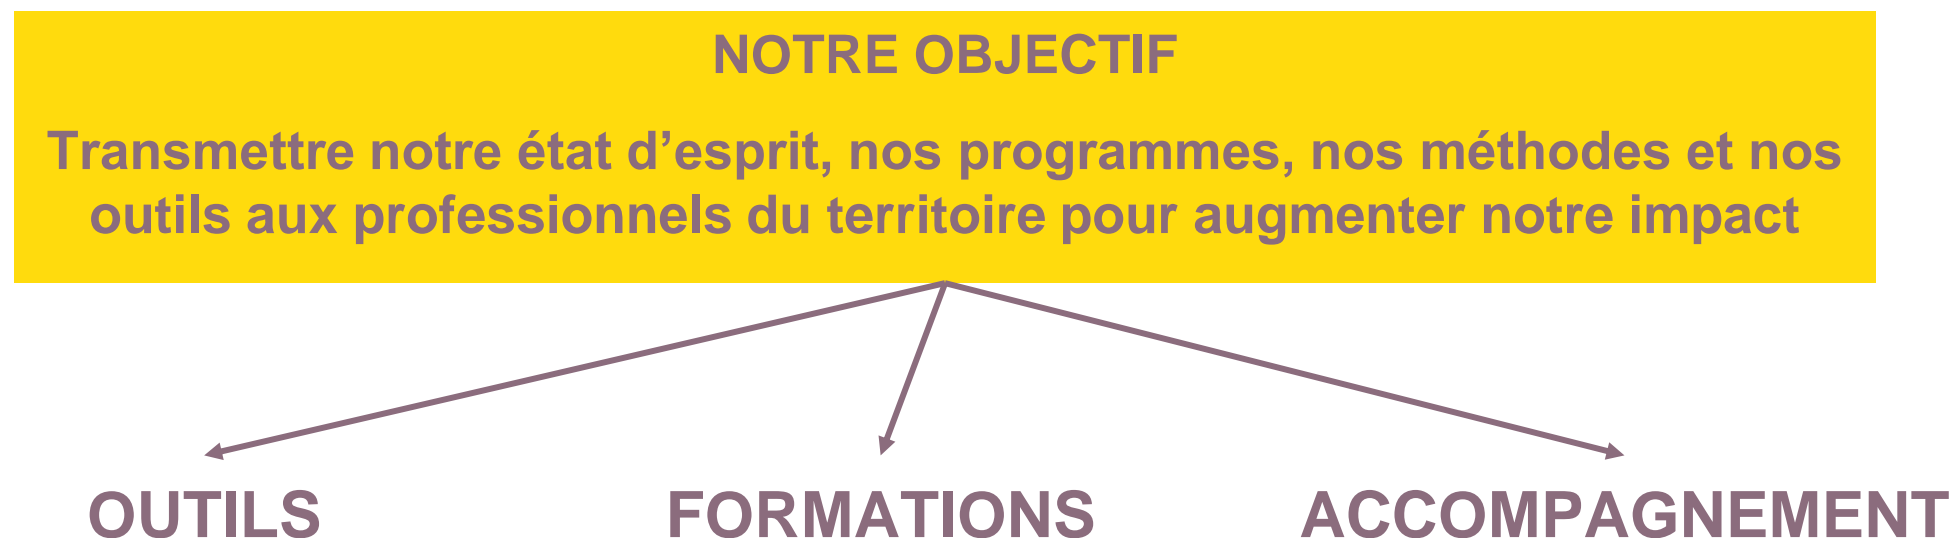 NOTRE OBJECTIF
Transmettre notre état d’esprit, nos programmes, nos méthodes et nos
outils aux professionnels du territoire pour augmenter notre impact
OUTILS FORMATIONS ACCOMPAGNEMENT